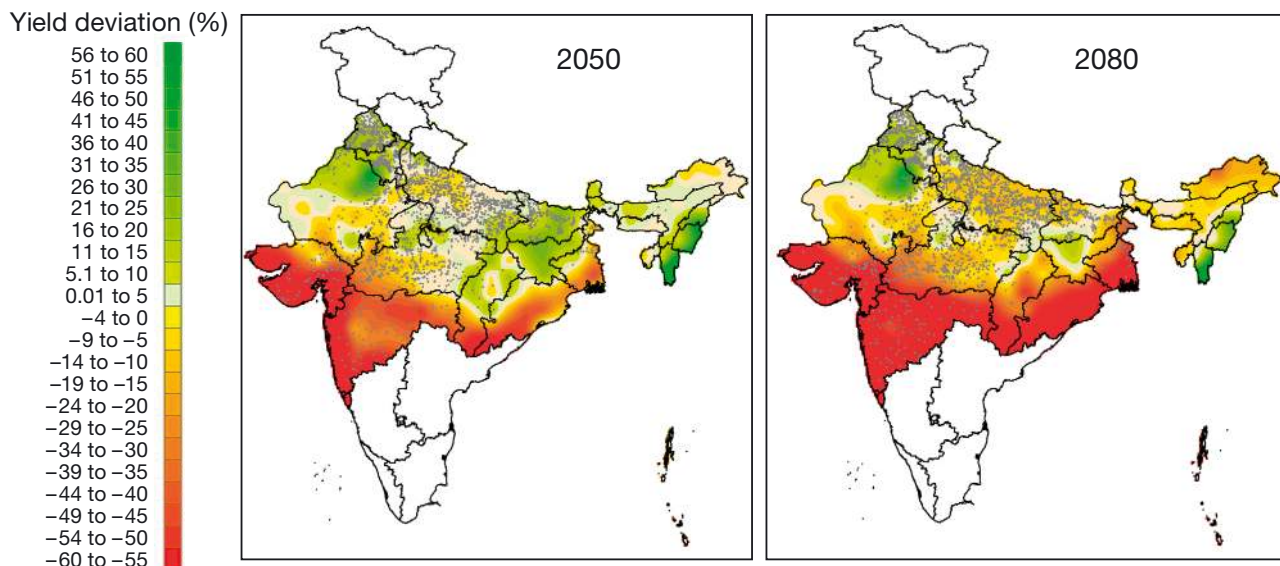 Yield deviation (%)
56 to 60
51 to 55
46 to 50
41 to 45
36 to 40
31 to 35
26 to 30
21 to 25
16 to 20
11 to 15
5.1 to 10
0.01 to 5
−4 to 0
−9 to −5
−14 to −10
−19 to −15
−24 to −20
−29 to −25
−34 to −30
−39 to −35
−44 to −40
−49 to −45
−54 to −50
−60 to −55
2050
2080